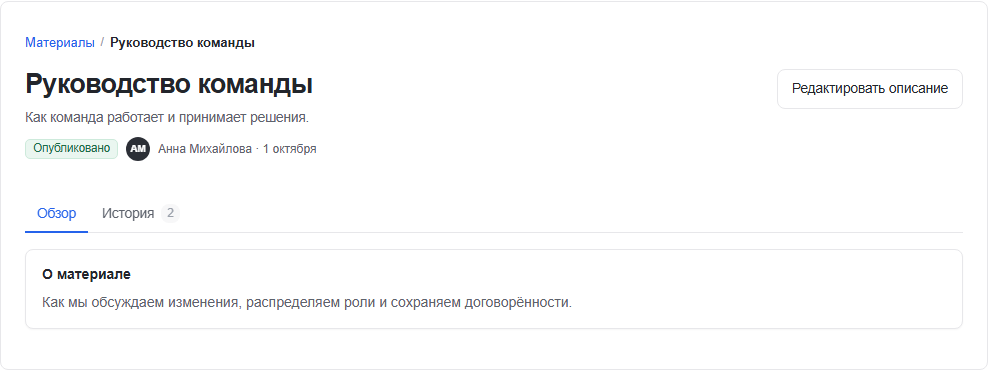 Материалы / Руководство команды
Руководство команды
Редактировать описание
Как команда работает и принимает решения.
Опубликовано AM Анна Михайлова · 1 октября
Обзор История 2
О материале
Как мы обсуждаем изменения, распределяем роли и сохраняем договорённости.